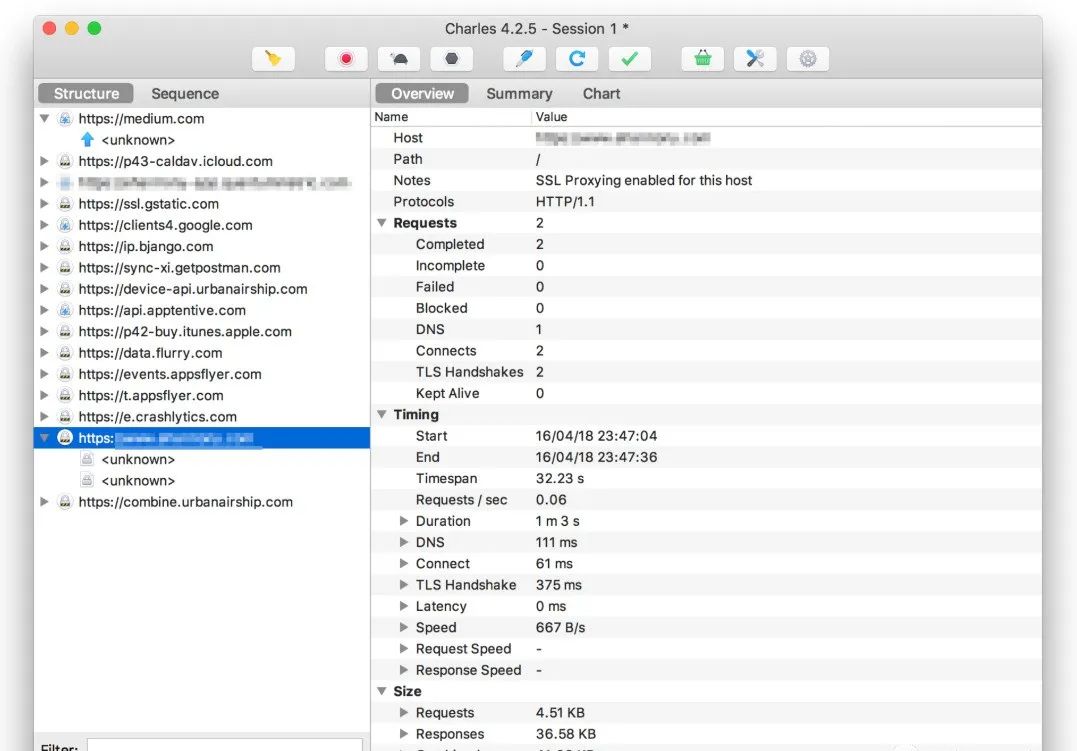 Charles 4.2.5 - Session 1 *
Structure Sequence
https://medium.com
<unknown>
https://p43-caldav.icloud.com
https://ssl.gstatic.com
https://clients4.google.com
https://ip.bjango.com
https://sync-xi.getpostman.com
https://device-api.urbanairship.com
https://api.apptentive.com
https://p42-buy.itunes.apple.com
https://data.flurry.com
https://events.appsflyer.com
https://t.appsflyer.com
https://e.crashlytics.com
https:
<unknown>
<unknown>
https://combine.urbanairship.com
Filter:
Overview Summary Chart
Name Value
Host
Path /
Notes SSL Proxying enabled for this host
Protocols HTTP/1.1
Requests 2
Completed 2
Incomplete 0
Failed 0
Blocked 0
DNS 1
Connects 2
TLS Handshakes 2
Kept Alive 0
Timing
Start 16/04/18 23:47:04
End 16/04/18 23:47:36
Timespan 32.23 s
Requests / sec 0.06
Duration 1 m 3 s
DNS 111 ms
Connect 61 ms
TLS Handshake 375 ms
Latency 0 ms
Speed 667 B/s
Request Speed -
Response Speed -
Size
Requests 4.51 KB
Responses 36.58 KB